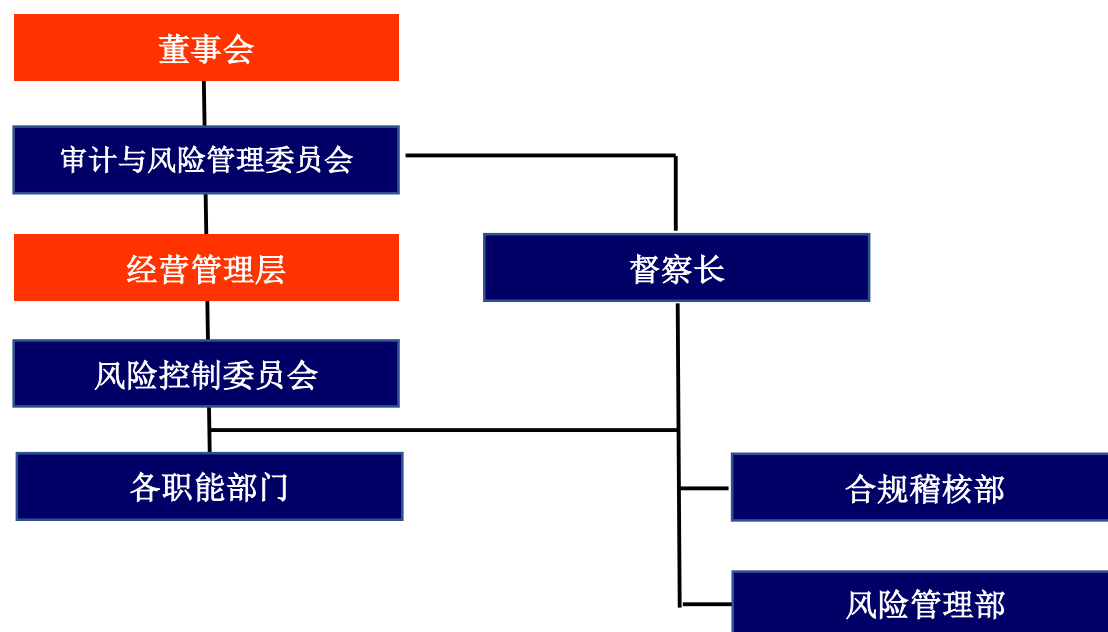 董事会
审计与风险管理委员会
经营管理层
督察长
风险控制委员会
各职能部门
合规稽核部
风险管理部